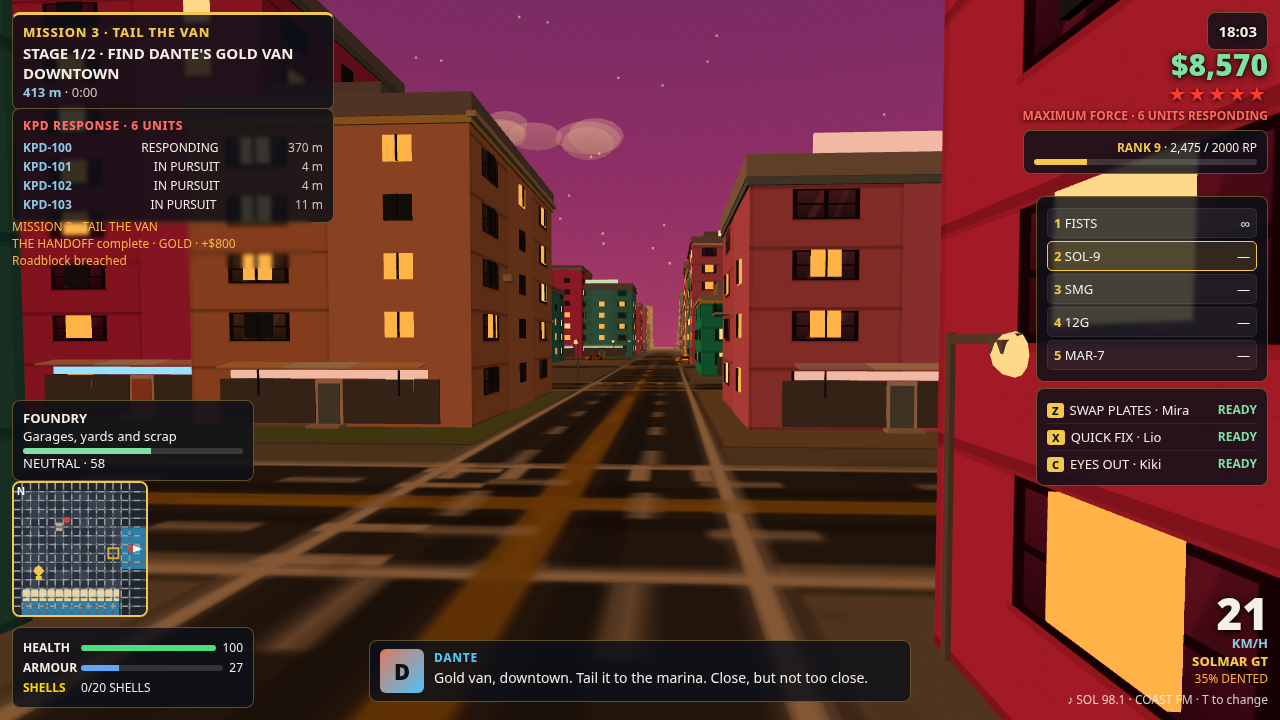 MISSION 3 · TAIL THE VAN
STAGE 1/2 · FIND DANTE'S GOLD VAN
DOWNTOWN
413 m · 0:00
KPD RESPONSE · 6 UNITS
KPD-100 RESPONDING 370 m
KPD-101 IN PURSUIT 4 m
KPD-102 IN PURSUIT 4 m
KPD-103 IN PURSUIT 11 m
MISSION 3 · TAIL THE VAN
THE HANDOFF complete · GOLD · +$800
Roadblock breached
FOUNDRY
Garages, yards and scrap
NEUTRAL · 58
N
HEALTH 100
ARMOUR 27
SHELLS 0/20 SHELLS
D
DANTE
Gold van, downtown. Tail it to the marina. Close, but not too close.
18:03
$8,570
★★★★★
MAXIMUM FORCE · 6 UNITS RESPONDING
RANK 9 · 2,475 / 2000 RP
1 FISTS ∞
2 SOL-9 —
3 SMG —
4 12G —
5 MAR-7 —
Z SWAP PLATES · Mira READY
X QUICK FIX · Lio READY
C EYES OUT · Kiki READY
21
KM/H
SOLMAR GT
35% DENTED
♪ SOL 98.1 · COAST FM · T to change